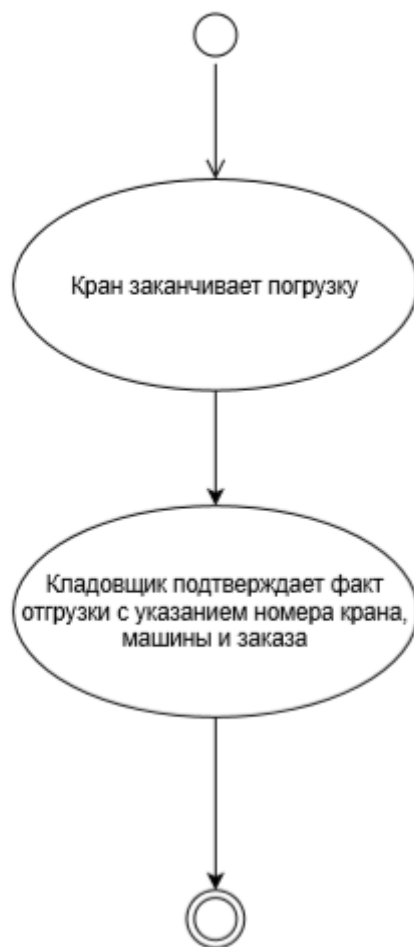 Кран заканчивает погрузку
Кладовщик подтверждает факт
отгрузки с указанием номера крана,
машины и заказа